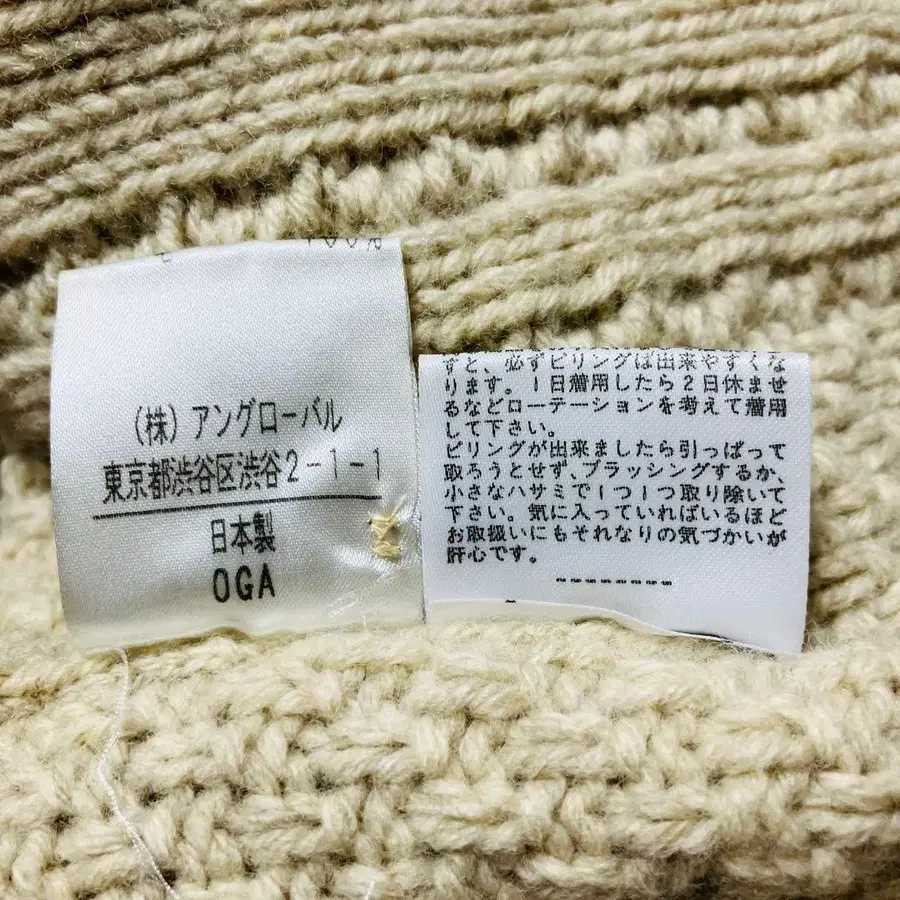 100%
（株）アングローバル
東京都渋谷区渋谷2-1-1
日本製
OGA
すと、必ずピリングは出来やすくな
ります。1日着用したら2日休ませ
るなどローテーションを考えて着用
して下さい。
ピリングが出来ましたら引っぱって
取ろうとせず、ブラッシングするか、
小さなハサミで1つ1つ取り除いて
下さい。気に入っていればいるほど
お取扱いにもそれなりの気づかいが
肝心です。